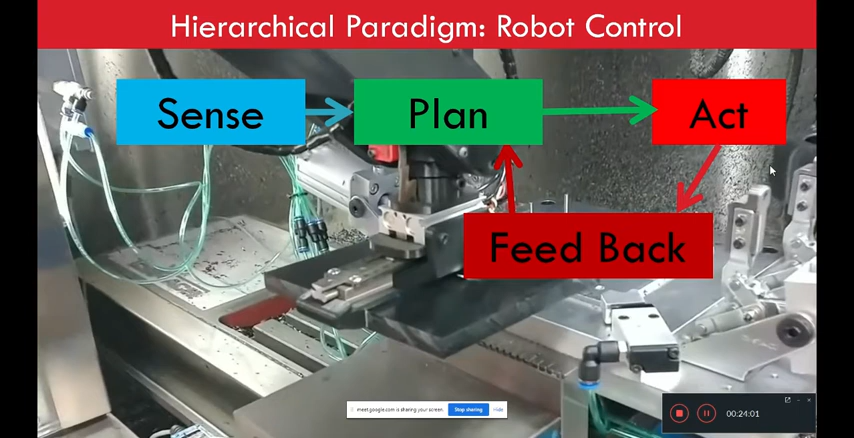 Hierarchical Paradigm: Robot Control
Sense
Plan
Act
Feed Back
meet.google.com is sharing your screen.
Stop sharing
Hide
00:24:01